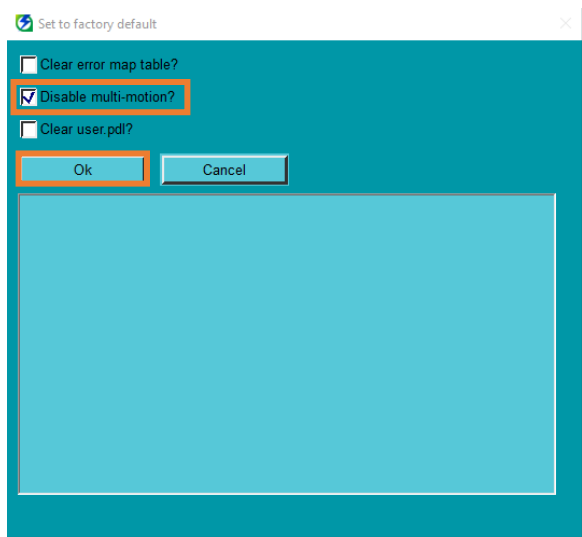 Set to factory default
Clear error map table?
Disable multi-motion?
Clear user.pdl?
Ok Cancel